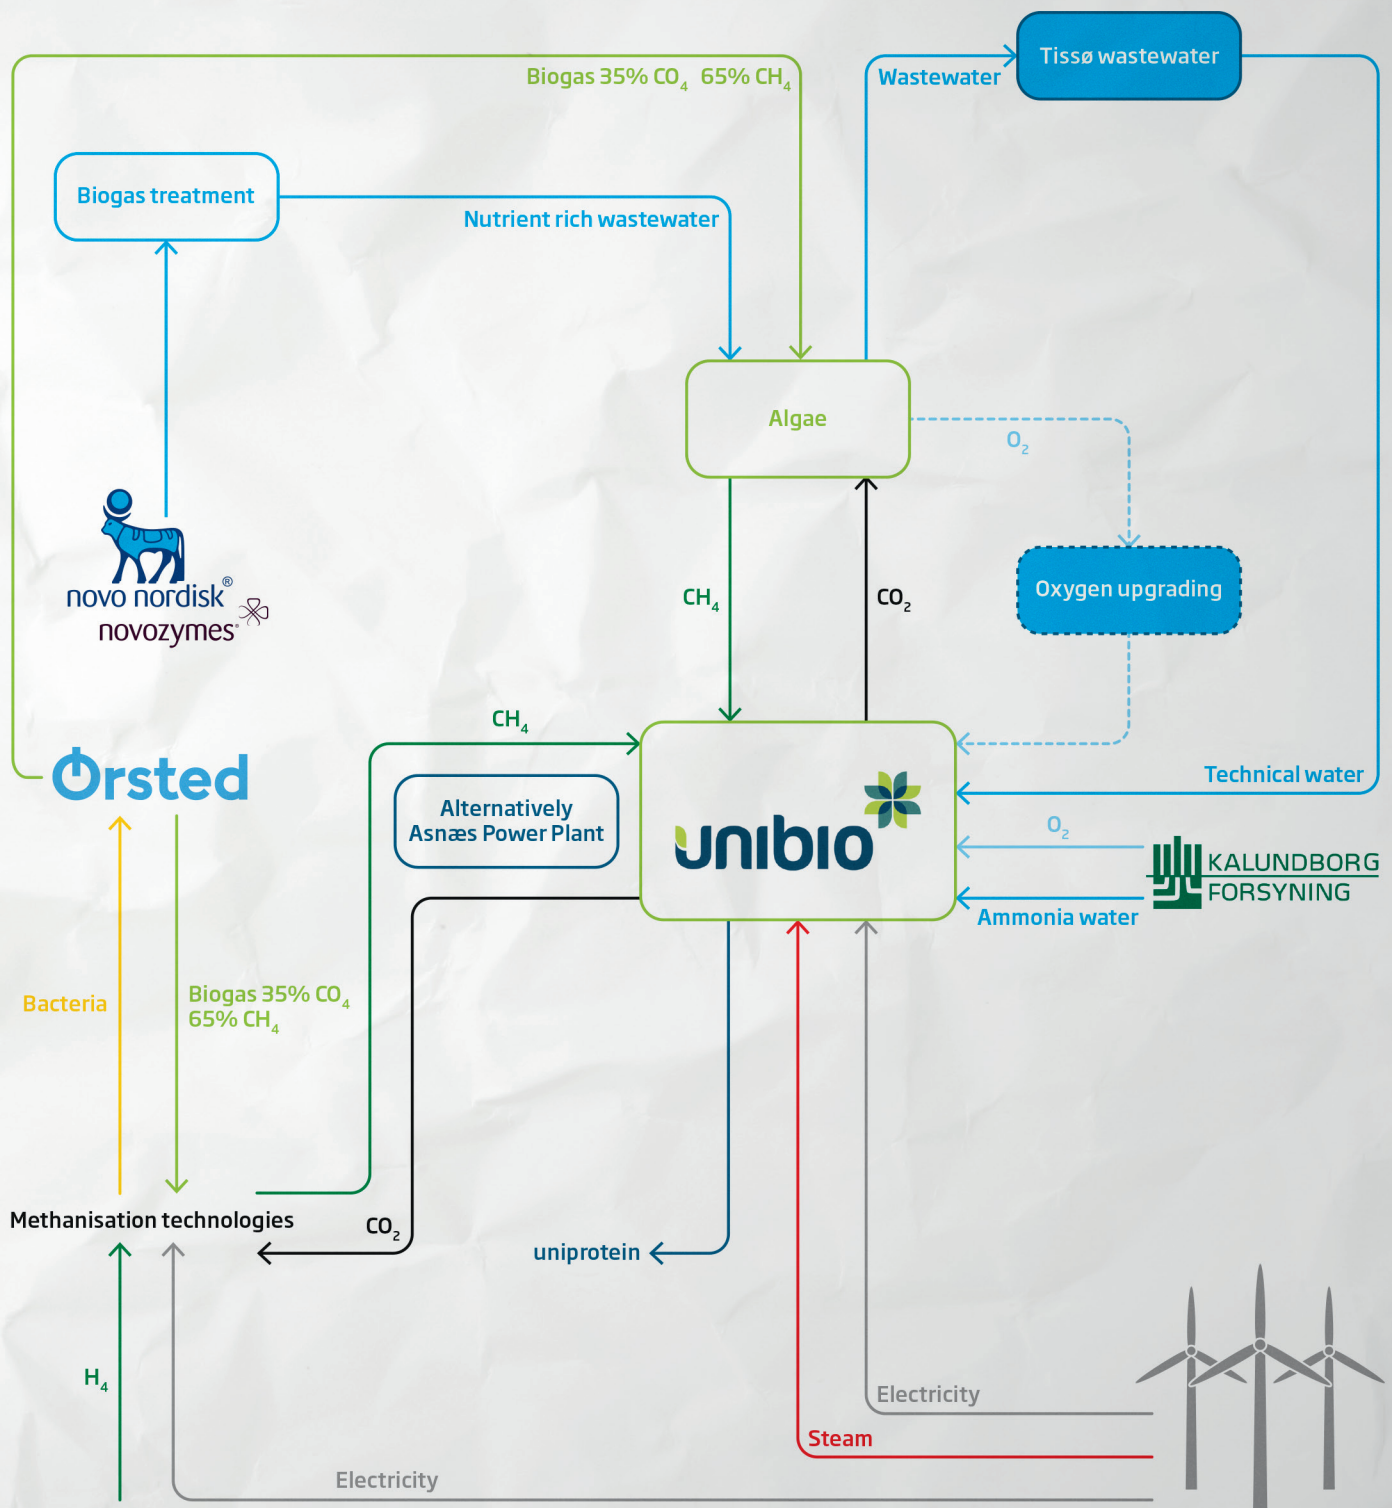 Biogas 35% CO4 65% CH4
Wastewater
Tissø wastewater
Biogas treatment
Nutrient rich wastewater
Algae
O2
Oxygen upgrading
CH4
CO2
novo nordisk®
novozymes
CH4
Ørsted
Alternatively
Asnæs Power Plant
unibio
Technical water
O2
KALUNDBORG
FORSYNING
Ammonia water
Bacteria
Biogas 35% CO4
65% CH4
Methanisation technologies
CO2
uniprotein
H4
Electricity
Steam
Electricity